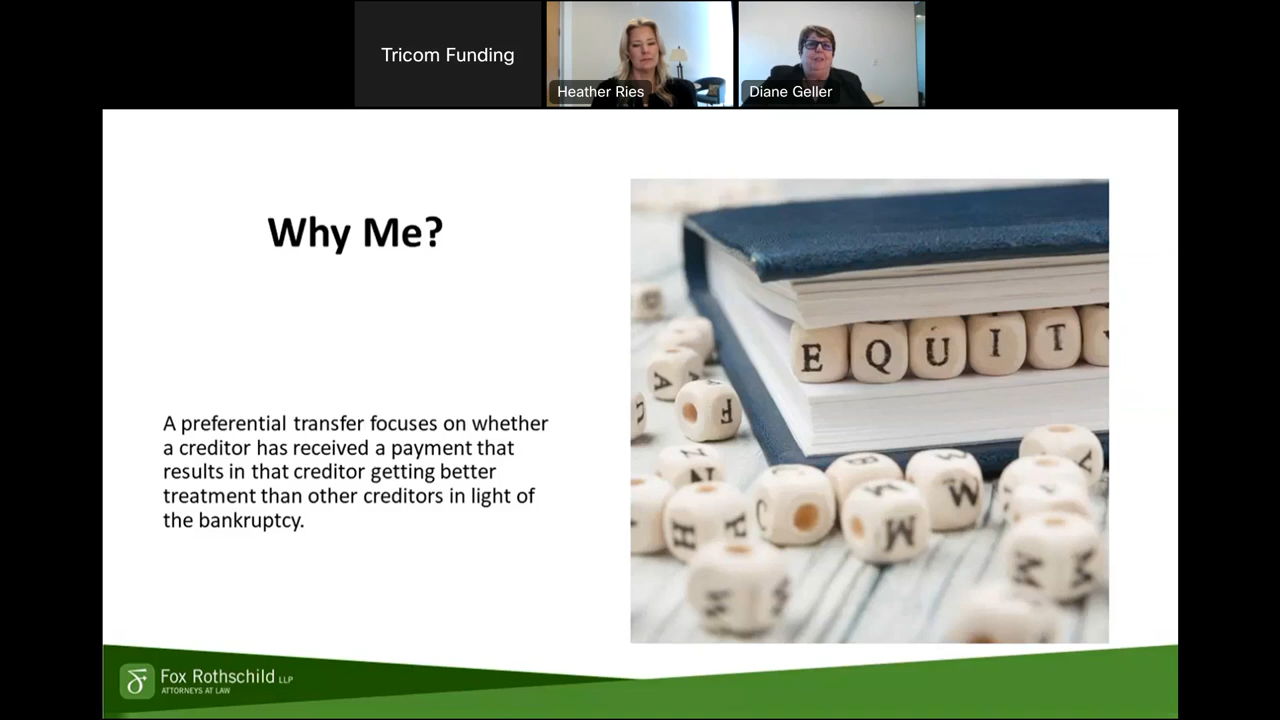 Tricom Funding
Heather Ries
Diane Geller
Why Me?
A preferential transfer focuses on whether
a creditor has received a payment that
results in that creditor getting better
treatment than other creditors in light of
the bankruptcy.
EQUIT
Fox Rothschild LLP
ATTORNEYS AT LAW